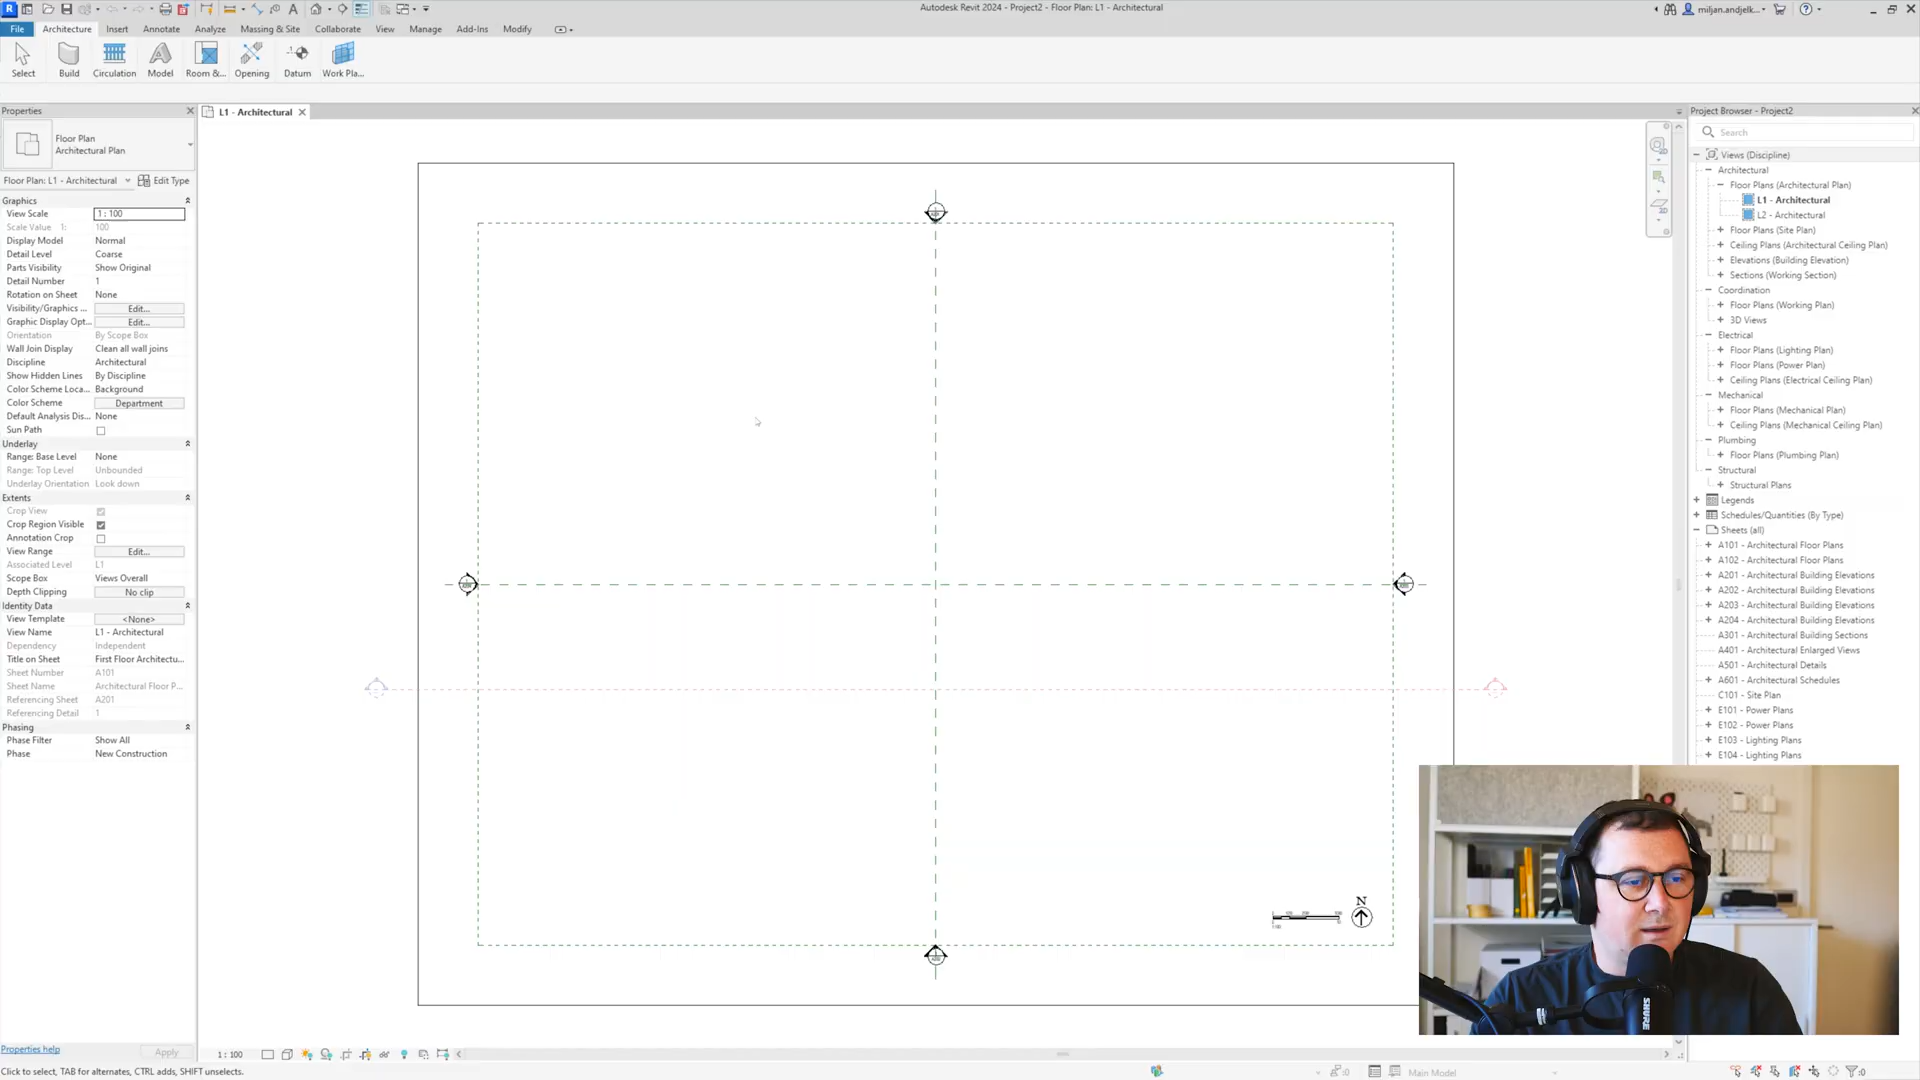 Autodesk Revit 2024 - Project2 - Floor Plan: L1 - Architectural
miljan.andjelk...
File
Architecture
Insert
Annotate
Analyze
Massing & Site
Collaborate
View
Manage
Add-Ins
Modify
Select
Build
Circulation
Model
Room &...
Opening
Datum
Work Pla...
Properties
Floor Plan
Architectural Plan
Floor Plan: L1 - Architectural
Edit Type
Graphics
View Scale 1 : 100
Scale Value 1: 100
Display Model Normal
Detail Level Coarse
Parts Visibility Show Original
Detail Number 1
Rotation on Sheet None
Visibility/Graphics ... Edit...
Graphic Display Opt... Edit...
Orientation By Scope Box
Wall Join Display Clean all wall joins
Discipline Architectural
Show Hidden Lines By Discipline
Color Scheme Loca... Background
Color Scheme Department
Default Analysis Dis... None
Sun Path
Underlay
Range: Base Level None
Range: Top Level Unbounded
Underlay Orientation Look down
Extents
Crop View
Crop Region Visible
Annotation Crop
View Range Edit...
Associated Level L1
Scope Box Views Overall
Depth Clipping No clip
Identity Data
View Template <None>
View Name L1 - Architectural
Dependency Independent
Title on Sheet First Floor Architectu...
Sheet Number A101
Sheet Name Architectural Floor P...
Referencing Sheet A201
Referencing Detail 1
Phasing
Phase Filter Show All
Phase New Construction
Properties help
Apply
L1 - Architectural
N
1 : 100
Project Browser - Project2
Search
Views (Discipline)
Architectural
Floor Plans (Architectural Plan)
L1 - Architectural
L2 - Architectural
Floor Plans (Site Plan)
Ceiling Plans (Architectural Ceiling Plan)
Elevations (Building Elevation)
Sections (Working Section)
Coordination
Floor Plans (Working Plan)
3D Views
Electrical
Floor Plans (Lighting Plan)
Floor Plans (Power Plan)
Ceiling Plans (Electrical Ceiling Plan)
Mechanical
Floor Plans (Mechanical Plan)
Ceiling Plans (Mechanical Ceiling Plan)
Plumbing
Floor Plans (Plumbing Plan)
Structural
Structural Plans
Legends
Schedules/Quantities (By Type)
Sheets (all)
A101 - Architectural Floor Plans
A102 - Architectural Floor Plans
A201 - Architectural Building Elevations
A202 - Architectural Building Elevations
A203 - Architectural Building Elevations
A204 - Architectural Building Elevations
A301 - Architectural Building Sections
A401 - Architectural Enlarged Views
A501 - Architectural Details
A601 - Architectural Schedules
C101 - Site Plan
E101 - Power Plans
E102 - Power Plans
E103 - Lighting Plans
E104 - Lighting Plans
SHURE
Click to select, TAB for alternates, CTRL adds, SHIFT unselects.
:0
Main Model
:0